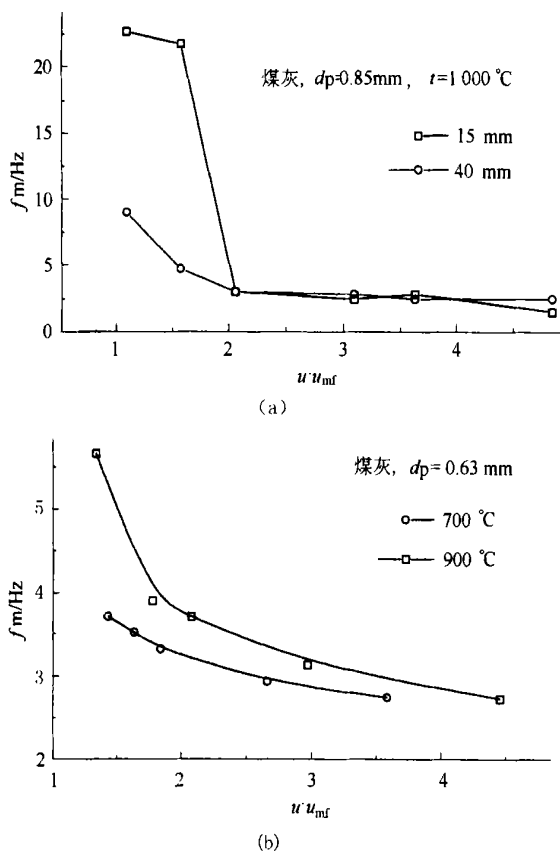 煤灰, dp=0.85mm, t=1 000 ℃
15 mm
40 mm
f m/Hz
20
15
10
5
0
1
2
3
4
u·umf
(a)
煤灰, dp= 0.63 mm
700 ℃
900 ℃
f m/Hz
5
4
3
2
1
2
3
4
u·umf
(b)